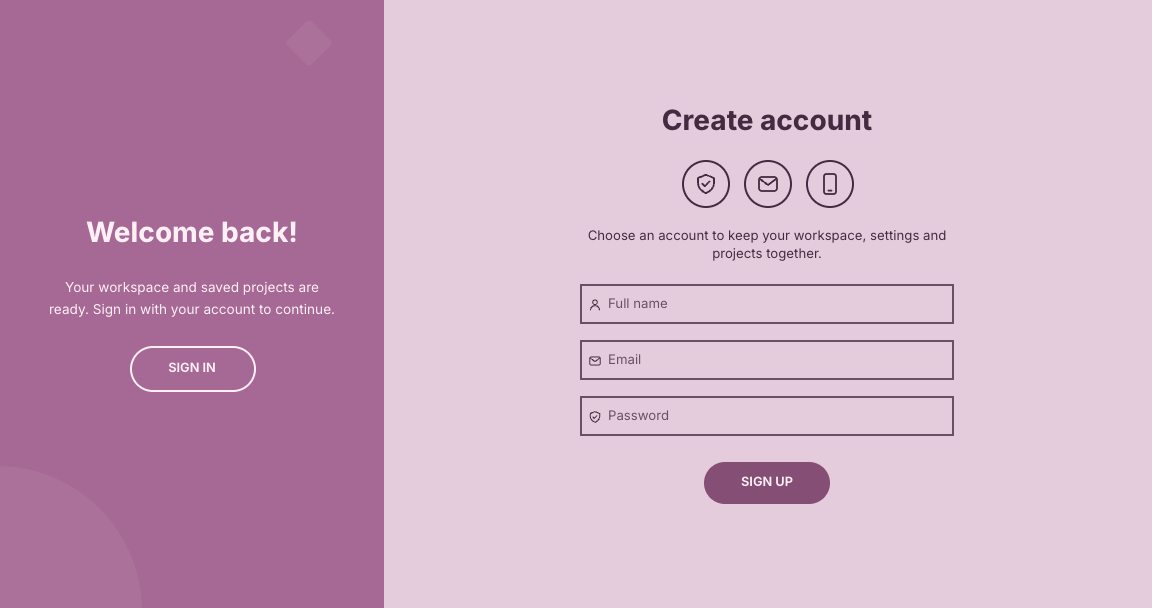 Welcome back!
Your workspace and saved projects are
ready. Sign in with your account to continue.
SIGN IN
Create account
Choose an account to keep your workspace, settings and
projects together.
Full name
Email
Password
SIGN UP